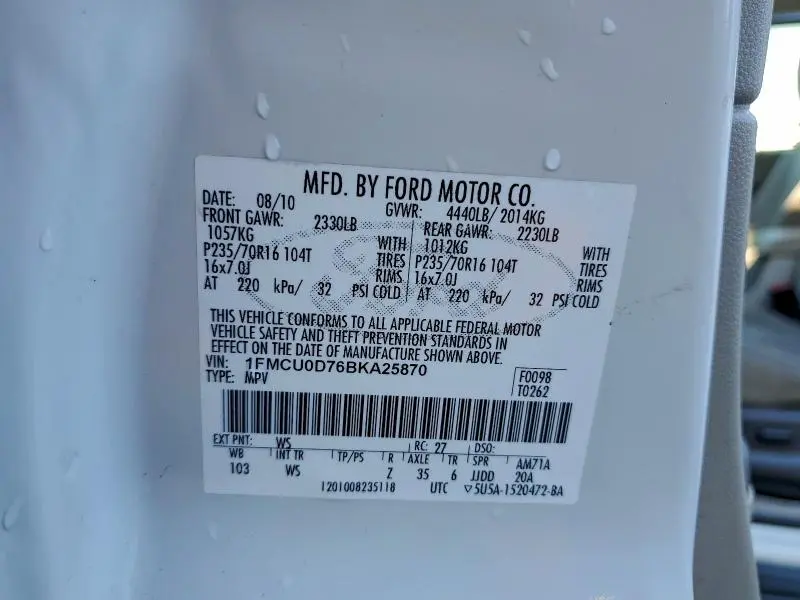 MFD. BY FORD MOTOR CO.
DATE: 08/10 GVWR: 4440LB/ 2014KG
FRONT GAWR: 2330LB REAR GAWR: 2230LB
1057KG WITH 1012KG WITH
P235/70R16 104T TIRES P235/70R16 104T TIRES
16x7.0J RIMS 16x7.0J RIMS
AT 220 kPa/ 32 PSI COLD AT 220 kPa/ 32 PSI COLD
THIS VEHICLE CONFORMS TO ALL APPLICABLE FEDERAL MOTOR
VEHICLE SAFETY AND THEFT PREVENTION STANDARDS IN
EFFECT ON THE DATE OF MANUFACTURE SHOWN ABOVE.
VIN: 1FMCU0D76BKA25870
TYPE: MPV F0098
T0262
EXT PNT: WS RC: 27 DSO:
WB INT TR TP/PS R AXLE TR SPR AM71A
103 WS Z 35 6 JJDD 20A
1201008235118 UTC ▽5U5A-1520472-BA